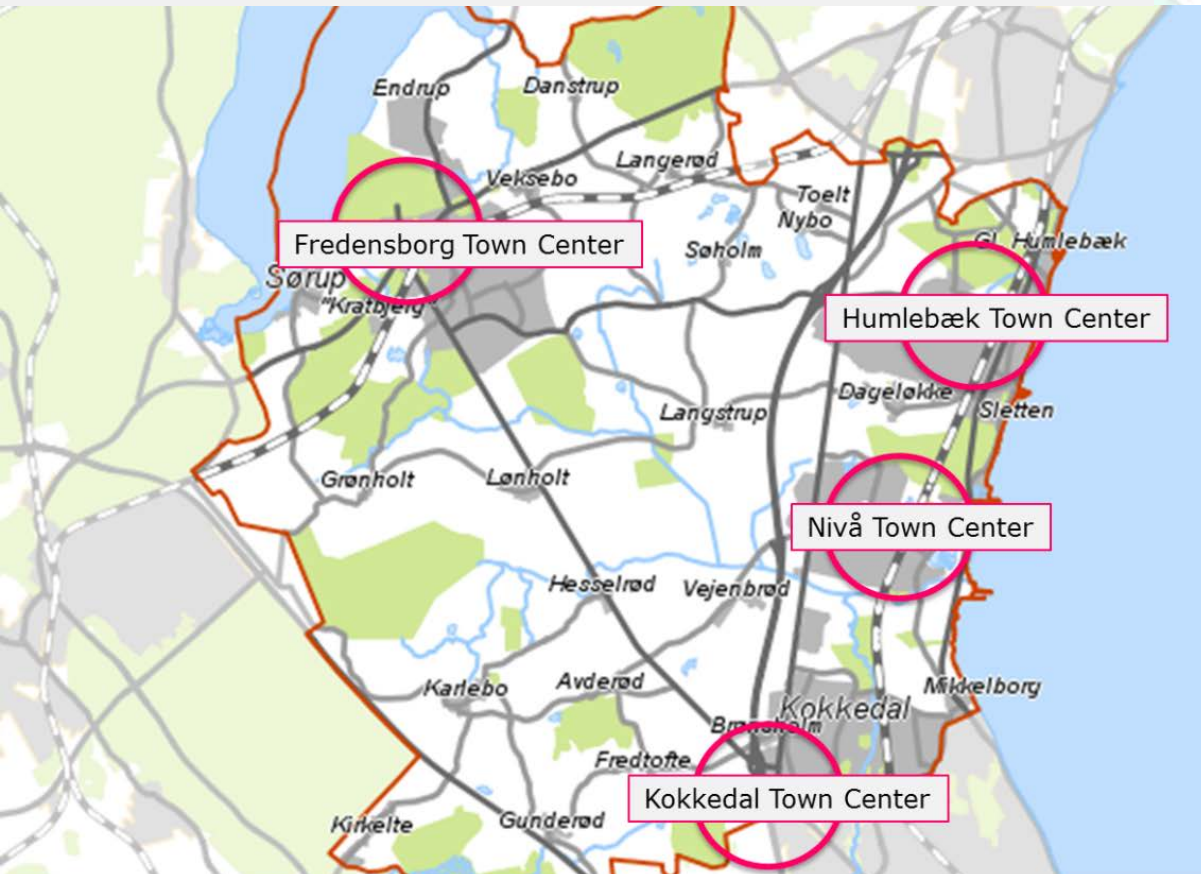 Endrup
Danstrup
Langerød
Veksebo
Toelt
Nybo
Fredensborg Town Center
Søholm
Gl. Humlebæk
Sørup
"Kratbjerg"
Humlebæk Town Center
Dageløkke
Langstrup
Sletten
Grønholt
Lønholt
Nivå Town Center
Hesselrød
Vejenbrød
Karlebo
Avderød
Mikkelborg
Kokkedal
Brønsholm
Fredtofte
Kokkedal Town Center
Kirkelte
Gunderød